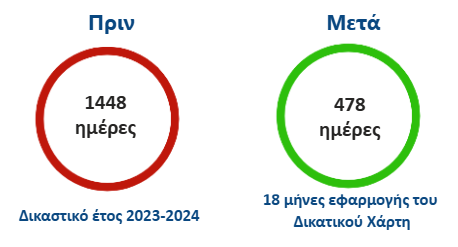 Πριν
1448
ημέρες
Δικαστικό έτος 2023-2024
Μετά
478
ημέρες
18 μήνες εφαρμογής του
Δικατικού Χάρτη